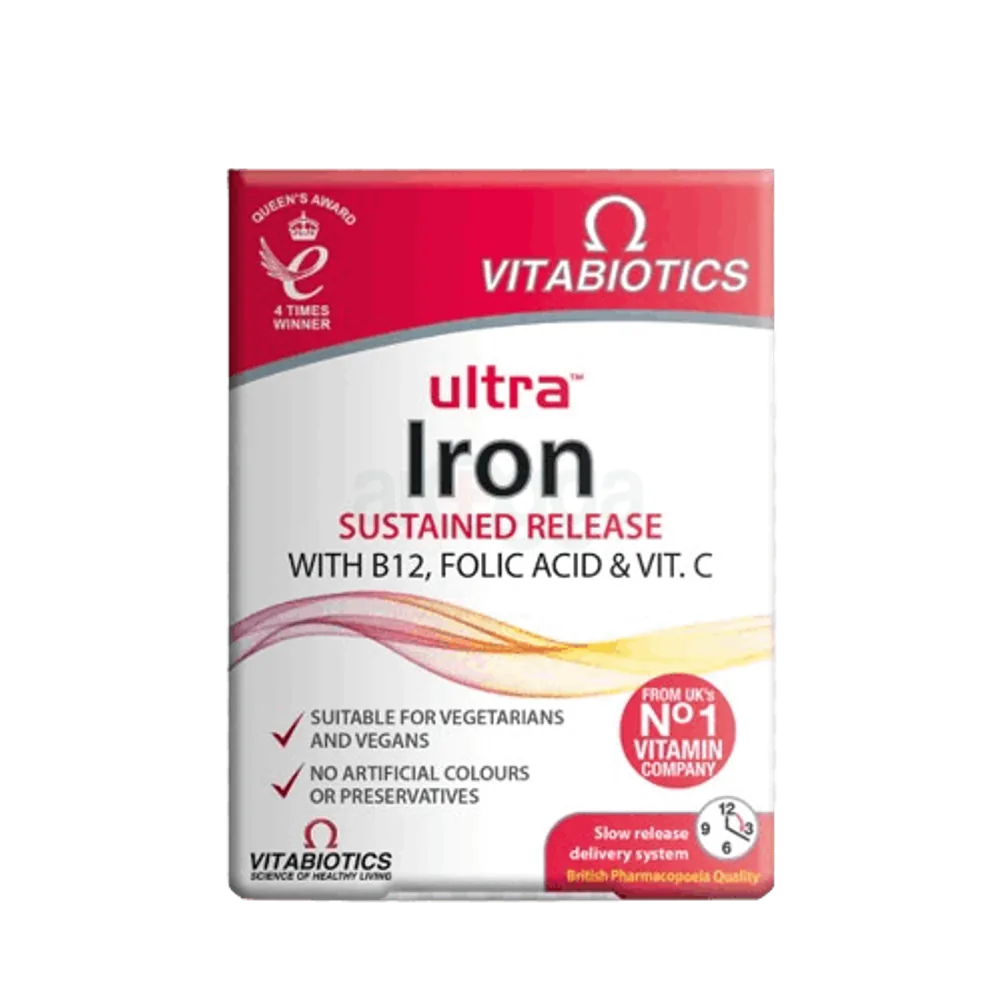 QUEEN'S AWARD
4 TIMES
WINNER
VITABIOTICS
ultra™
Iron
SUSTAINED RELEASE
WITH B12, FOLIC ACID & VIT. C
SUITABLE FOR VEGETARIANS
AND VEGANS
NO ARTIFICIAL COLOURS
OR PRESERVATIVES
FROM UK's
Nº1
VITAMIN
COMPANY
VITABIOTICS
SCIENCE OF HEALTHY LIVING
Slow release
delivery system
British Pharmacopoeia Quality
12
9 3
6